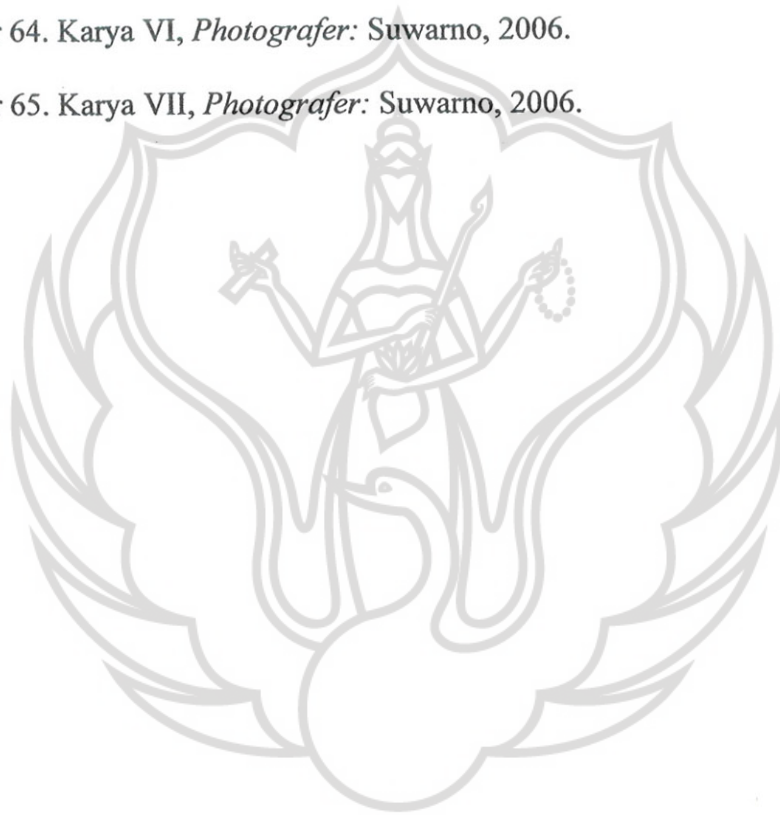 64. Karya VI, Photografer: Suwarno, 2006.
65. Karya VII, Photografer: Suwarno, 2006.